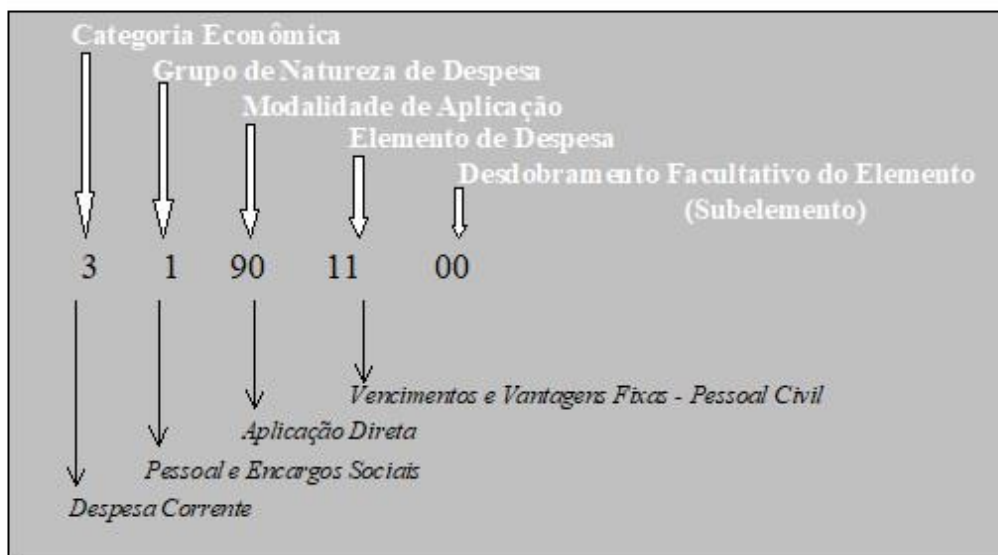 Categoria Econômica
Grupo de Natureza de Despesa
Modalidade de Aplicação
Elemento de Despesa
Desdobramento Facultativo do Elemento
(Subelemento)
3 1 90 11 00
Vencimentos e Vantagens Fixas - Pessoal Civil
Aplicação Direta
Pessoal e Encargos Sociais
Despesa Corrente